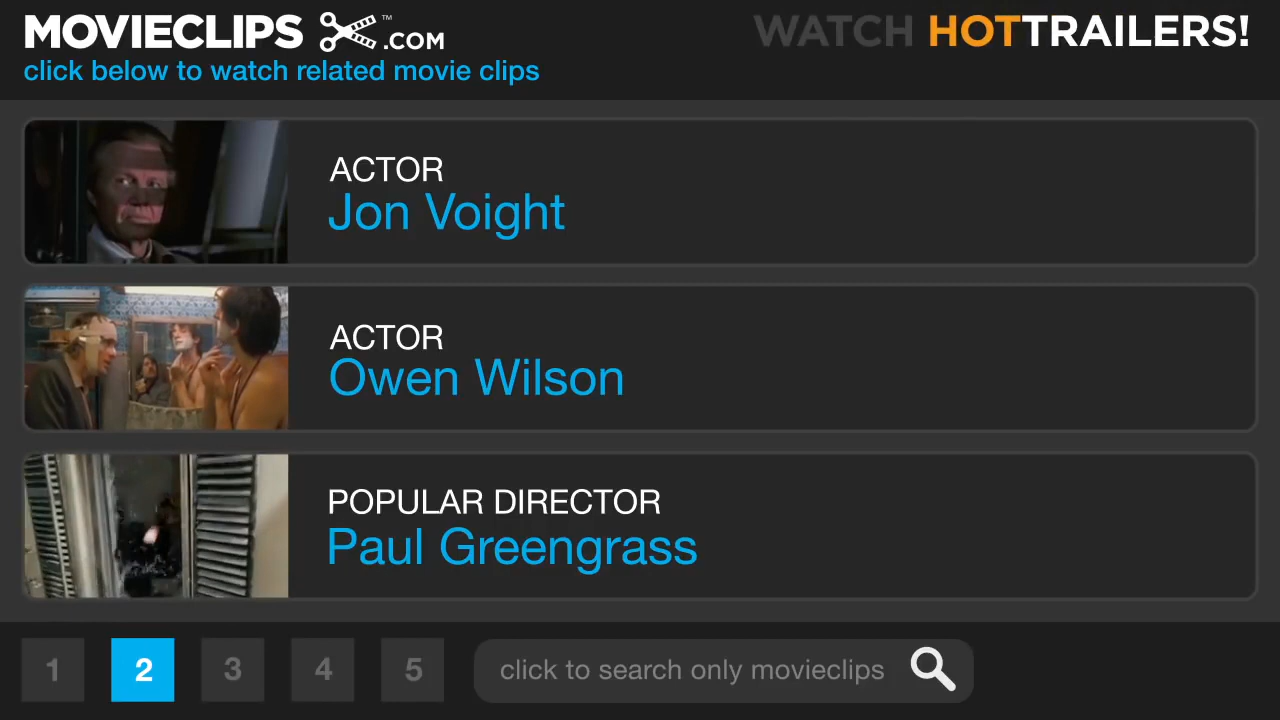 MOVIECLIPS ™ .COM
WATCH HOTTRAILERS!
click below to watch related movie clips
ACTOR
Jon Voight
ACTOR
Owen Wilson
POPULAR DIRECTOR
Paul Greengrass
1 2 3 4 5
click to search only movieclips